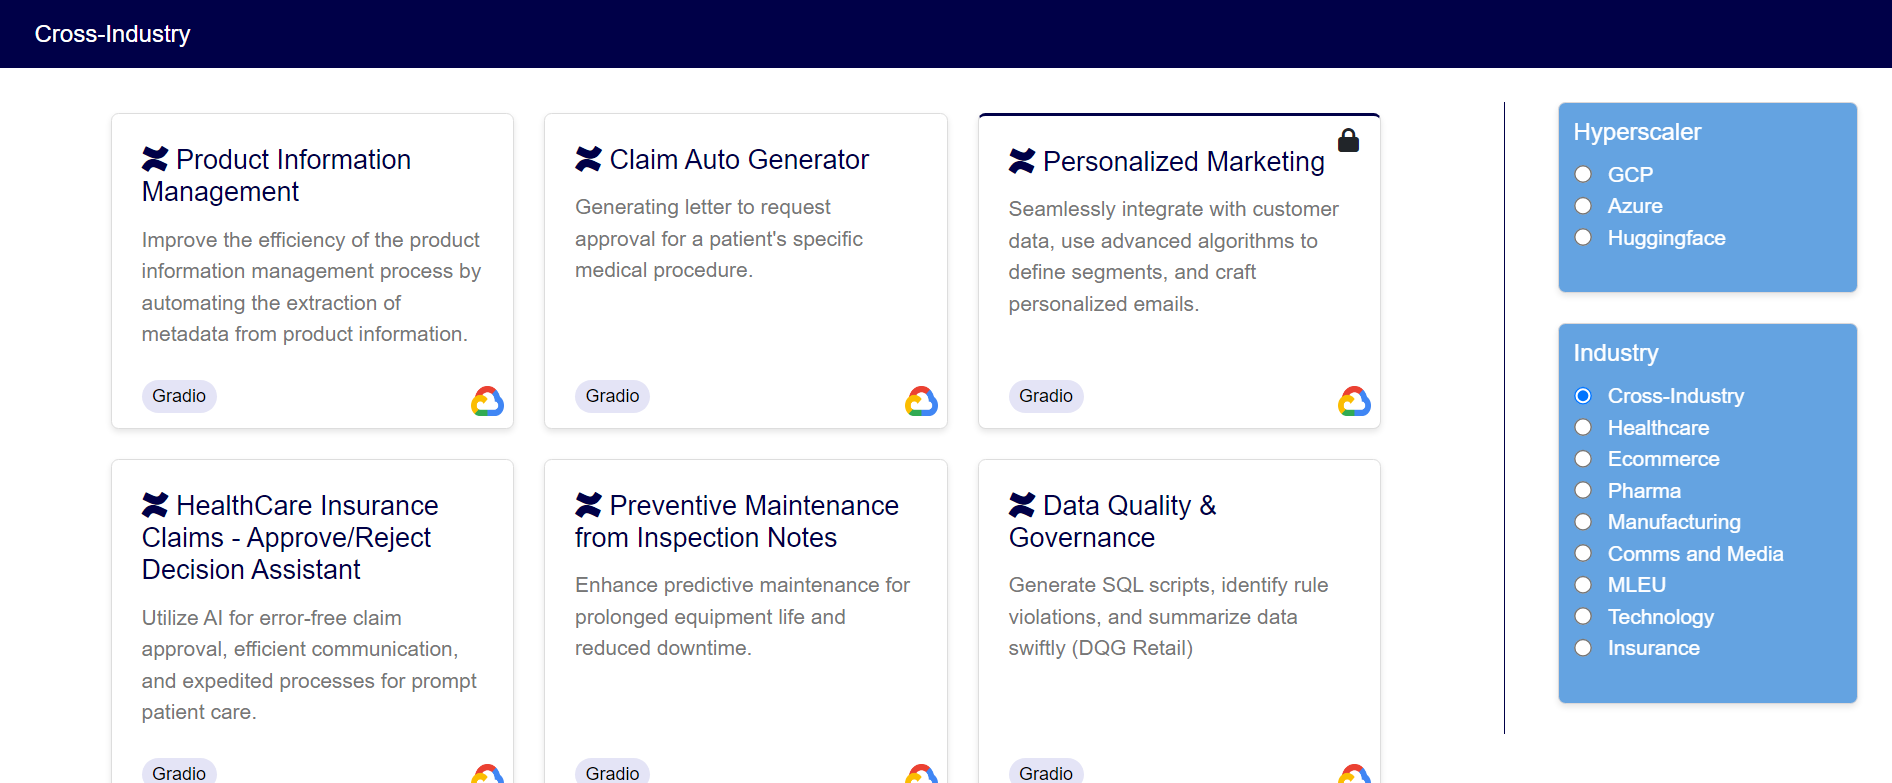 Cross-Industry
Product Information
Management
Improve the efficiency of the product
information management process by
automating the extraction of
metadata from product information.
Gradio
Claim Auto Generator
Generating letter to request
approval for a patient's specific
medical procedure.
Gradio
Personalized Marketing
Seamlessly integrate with customer
data, use advanced algorithms to
define segments, and craft
personalized emails.
Gradio
HealthCare Insurance
Claims - Approve/Reject
Decision Assistant
Utilize AI for error-free claim
approval, efficient communication,
and expedited processes for prompt
patient care.
Gradio
Preventive Maintenance
from Inspection Notes
Enhance predictive maintenance for
prolonged equipment life and
reduced downtime.
Gradio
Data Quality &
Governance
Generate SQL scripts, identify rule
violations, and summarize data
swiftly (DQG Retail)
Gradio
Hyperscaler
GCP
Azure
Huggingface
Industry
Cross-Industry
Healthcare
Ecommerce
Pharma
Manufacturing
Comms and Media
MLEU
Technology
Insurance